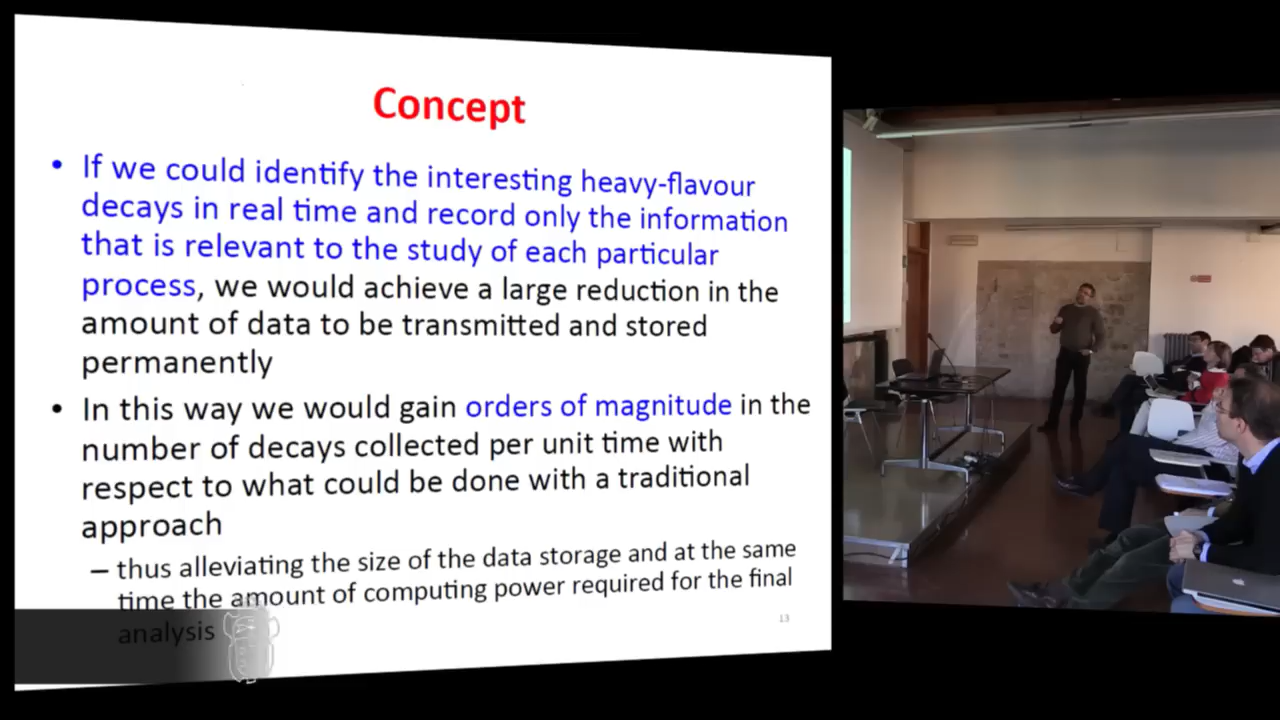 Concept
• If we could identify the interesting heavy-flavour
decays in real time and record only the information
that is relevant to the study of each particular
process, we would achieve a large reduction in the
amount of data to be transmitted and stored
permanently
• In this way we would gain orders of magnitude in the
number of decays collected per unit time with
respect to what could be done with a traditional
approach
– thus alleviating the size of the data storage and at the same
time the amount of computing power required for the final
analysis
13